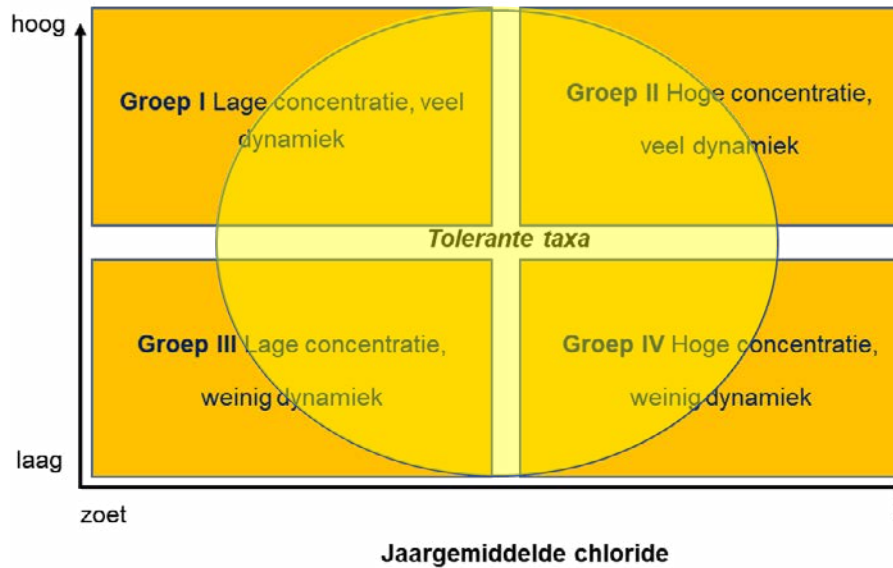 hoog
Groep I Lage concentratie, veel
dynamiek
Groep II Hoge concentratie,
veel dynamiek
Tolerante taxa
Groep III Lage concentratie,
weinig dynamiek
Groep IV Hoge concentratie,
weinig dynamiek
laag
zoet
Jaargemiddelde chloride